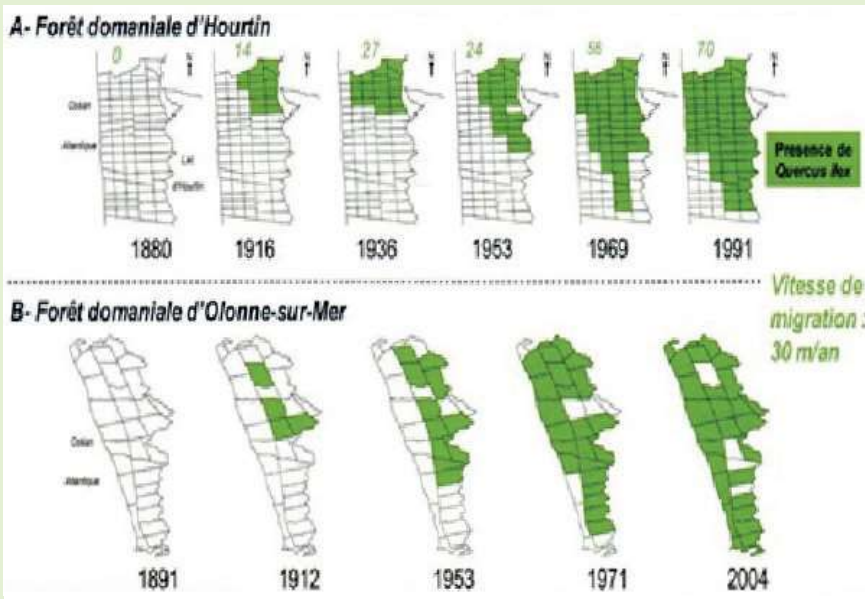 A- Forêt domaniale d'Hourtin
0 14 27 24 56 70
N N N N N N
Océan
Atlantique
Lac
d'Hourtin
Présence de
Quercus ilex
1880 1916 1936 1953 1969 1991
Vitesse de
migration :
30 m/an
B- Forêt domaniale d'Olonne-sur-Mer
Océan
Atlantique
1891 1912 1953 1971 2004